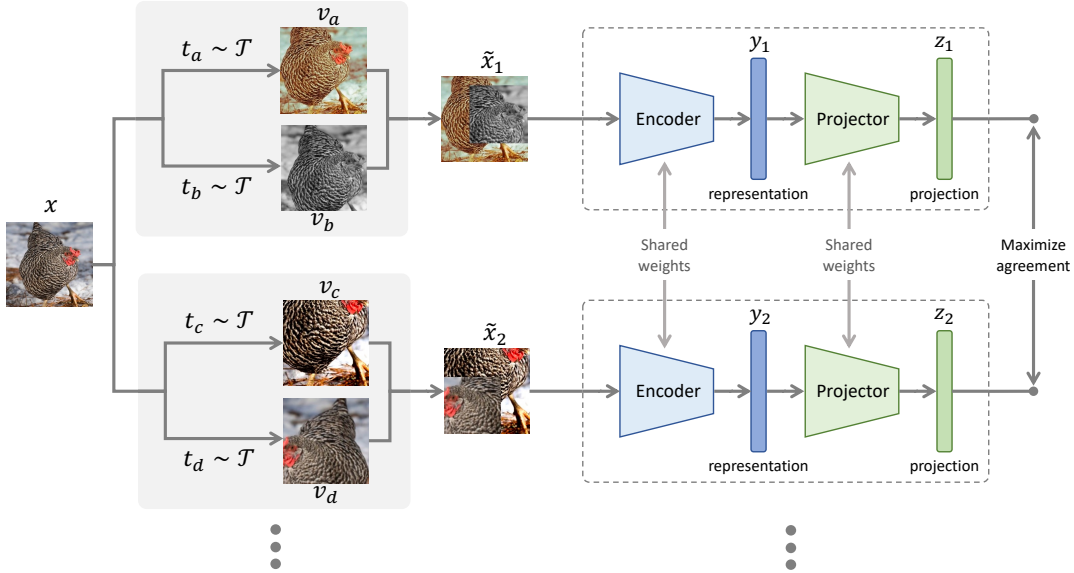 x
t_a ~ 𝒯
v_a
t_b ~ 𝒯
v_b
x̃_1
Encoder
y_1
representation
Projector
z_1
projection
Shared
weights
Shared
weights
Maximize
agreement
t_c ~ 𝒯
v_c
t_d ~ 𝒯
v_d
x̃_2
Encoder
y_2
representation
Projector
z_2
projection